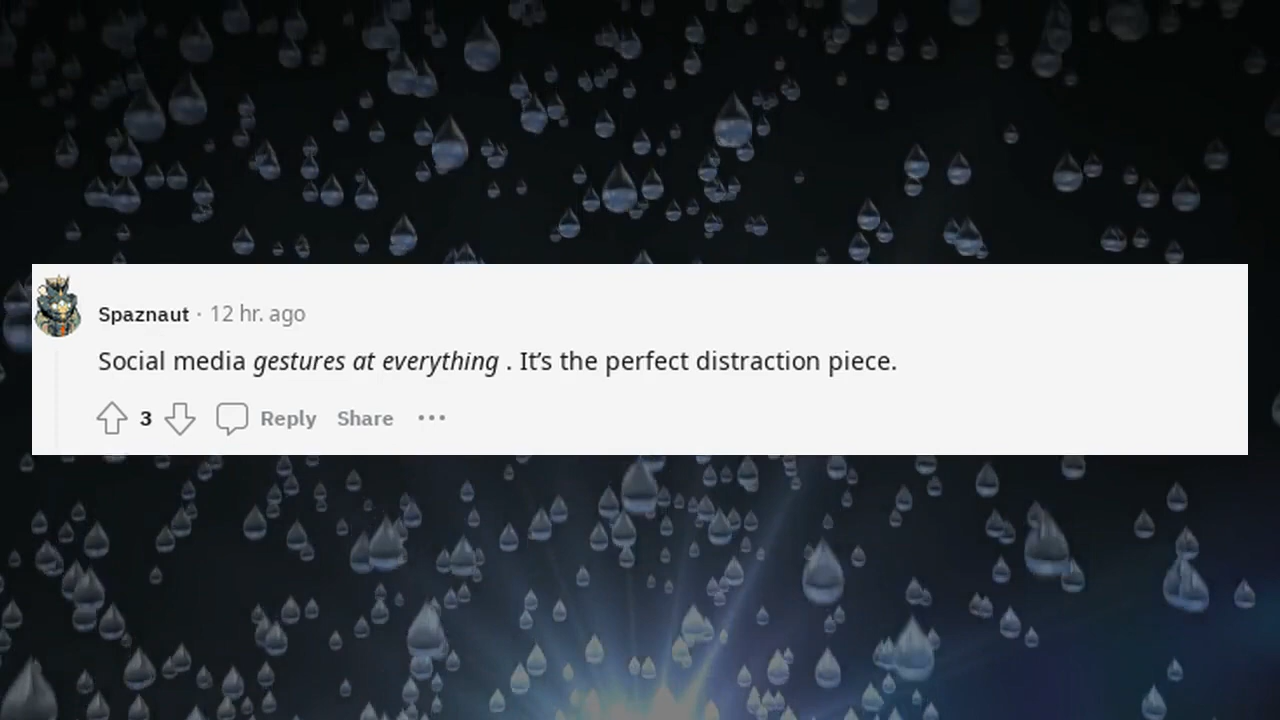 Spaznaut · 12 hr. ago
Social media gestures at everything . It’s the perfect distraction piece.
3 Reply Share ···